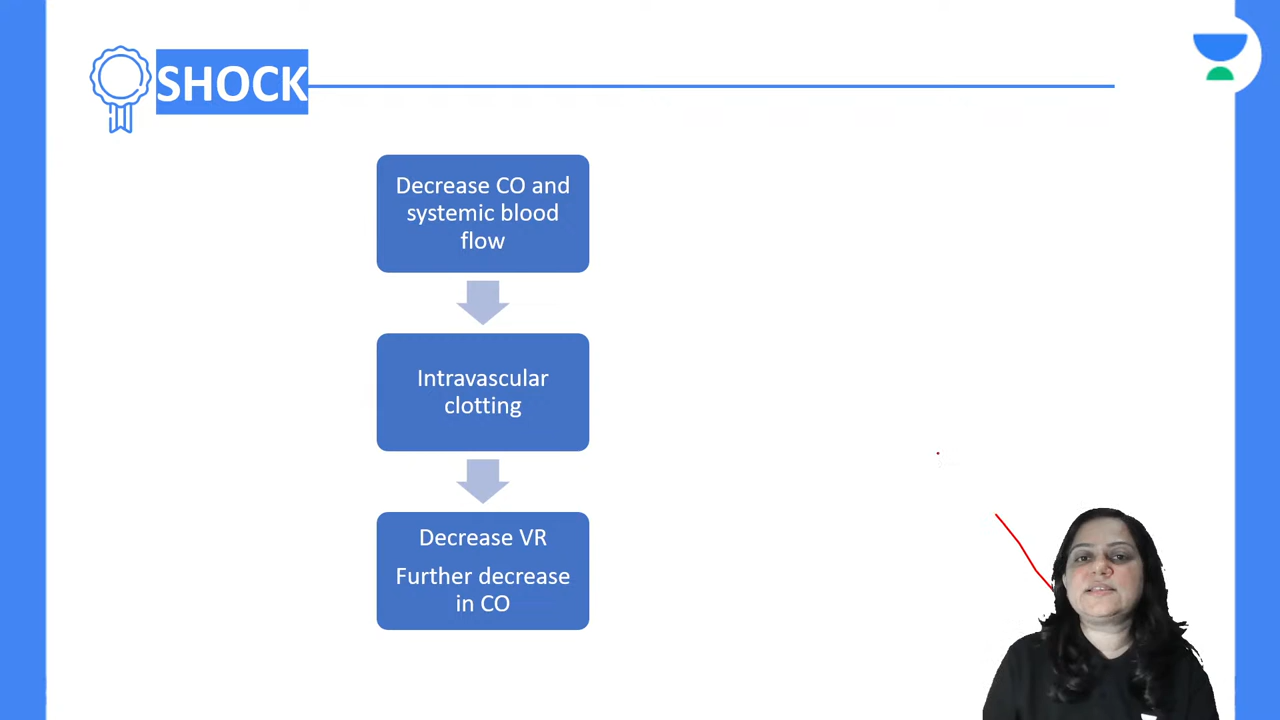 SHOCK
Decrease CO and
systemic blood
flow
Intravascular
clotting
Decrease VR
Further decrease
in CO